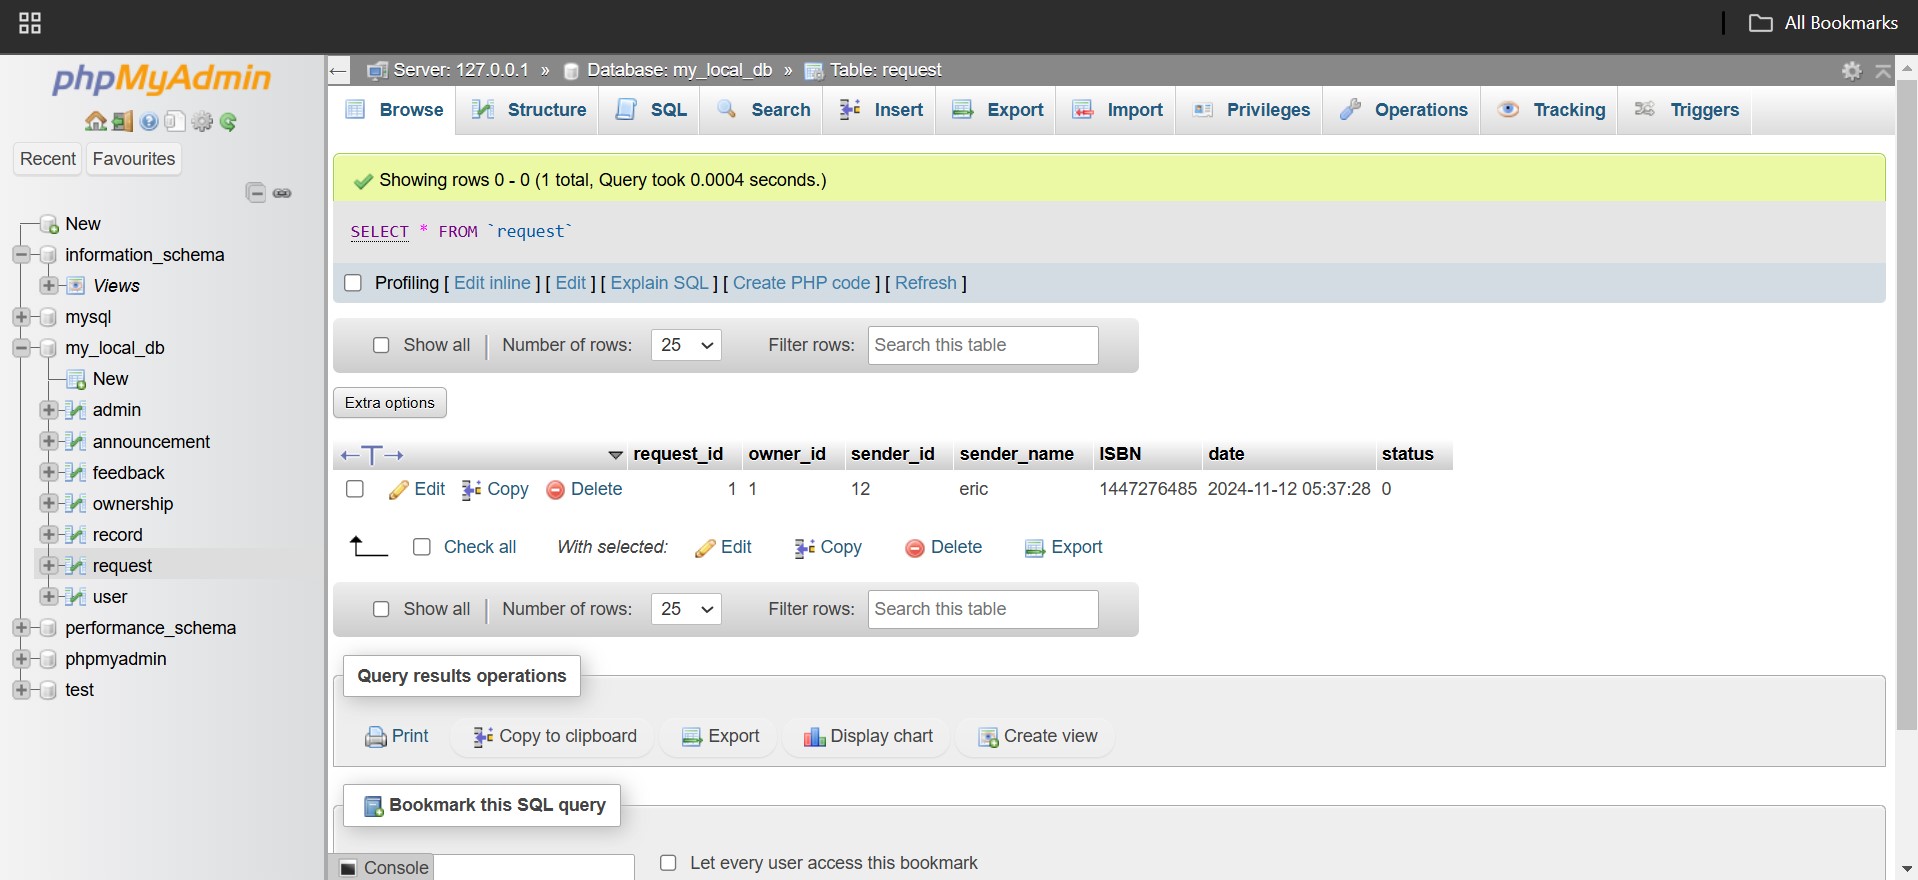 All Bookmarks
phpMyAdmin
Recent Favourites
New
information_schema
Views
mysql
my_local_db
New
admin
announcement
feedback
ownership
record
request
user
performance_schema
phpmyadmin
test
Server: 127.0.0.1 » Database: my_local_db » Table: request
Browse Structure SQL Search Insert Export Import Privileges Operations Tracking Triggers
Showing rows 0 - 0 (1 total, Query took 0.0004 seconds.)
SELECT * FROM `request`
Profiling [ Edit inline ] [ Edit ] [ Explain SQL ] [ Create PHP code ] [ Refresh ]
Show all | Number of rows: 25 Filter rows: Search this table
Extra options
←T→ request_id owner_id sender_id sender_name ISBN date status
Edit Copy Delete 1 1 12 eric 1447276485 2024-11-12 05:37:28 0
Check all With selected: Edit Copy Delete Export
Show all | Number of rows: 25 Filter rows: Search this table
Query results operations
Print Copy to clipboard Export Display chart Create view
Bookmark this SQL query
Console Let every user access this bookmark